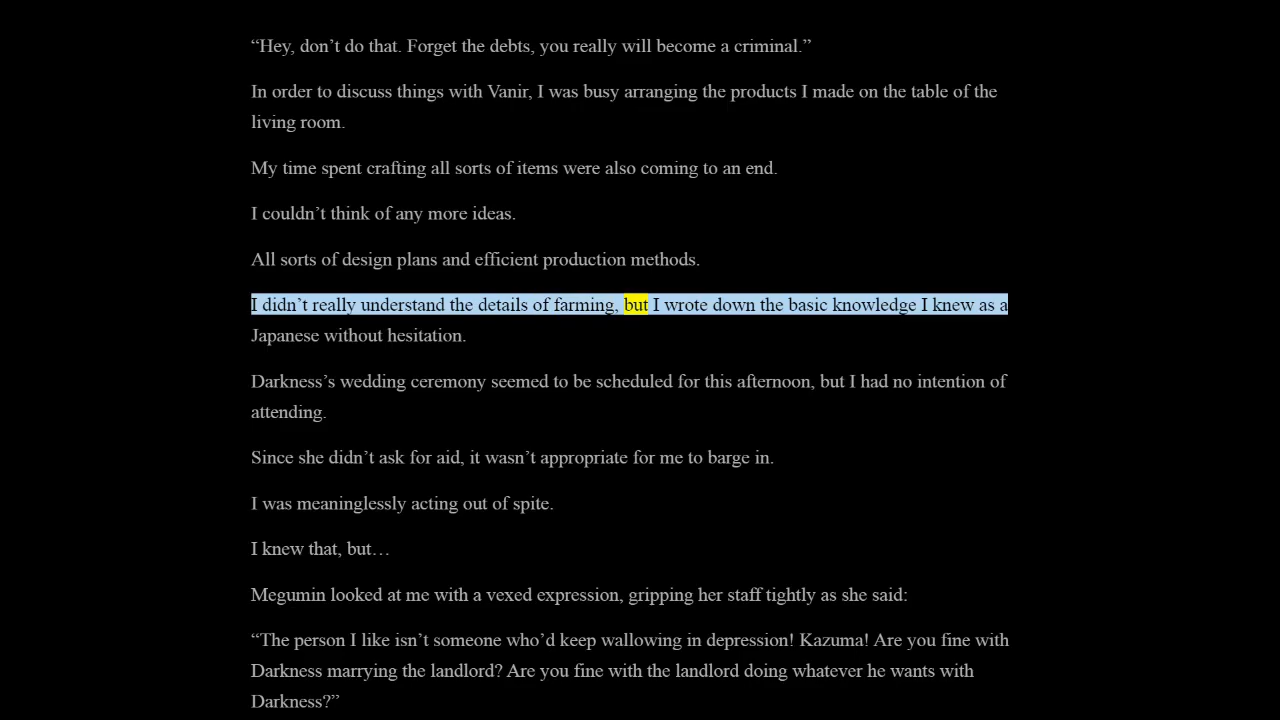 “Hey, don’t do that. Forget the debts, you really will become a criminal.”
In order to discuss things with Vanir, I was busy arranging the products I made on the table of the
living room.
My time spent crafting all sorts of items were also coming to an end.
I couldn’t think of any more ideas.
All sorts of design plans and efficient production methods.
I didn’t really understand the details of farming, but I wrote down the basic knowledge I knew as a
Japanese without hesitation.
Darkness’s wedding ceremony seemed to be scheduled for this afternoon, but I had no intention of
attending.
Since she didn’t ask for aid, it wasn’t appropriate for me to barge in.
I was meaninglessly acting out of spite.
I knew that, but…
Megumin looked at me with a vexed expression, gripping her staff tightly as she said:
“The person I like isn’t someone who’d keep wallowing in depression! Kazuma! Are you fine with
Darkness marrying the landlord? Are you fine with the landlord doing whatever he wants with
Darkness?”